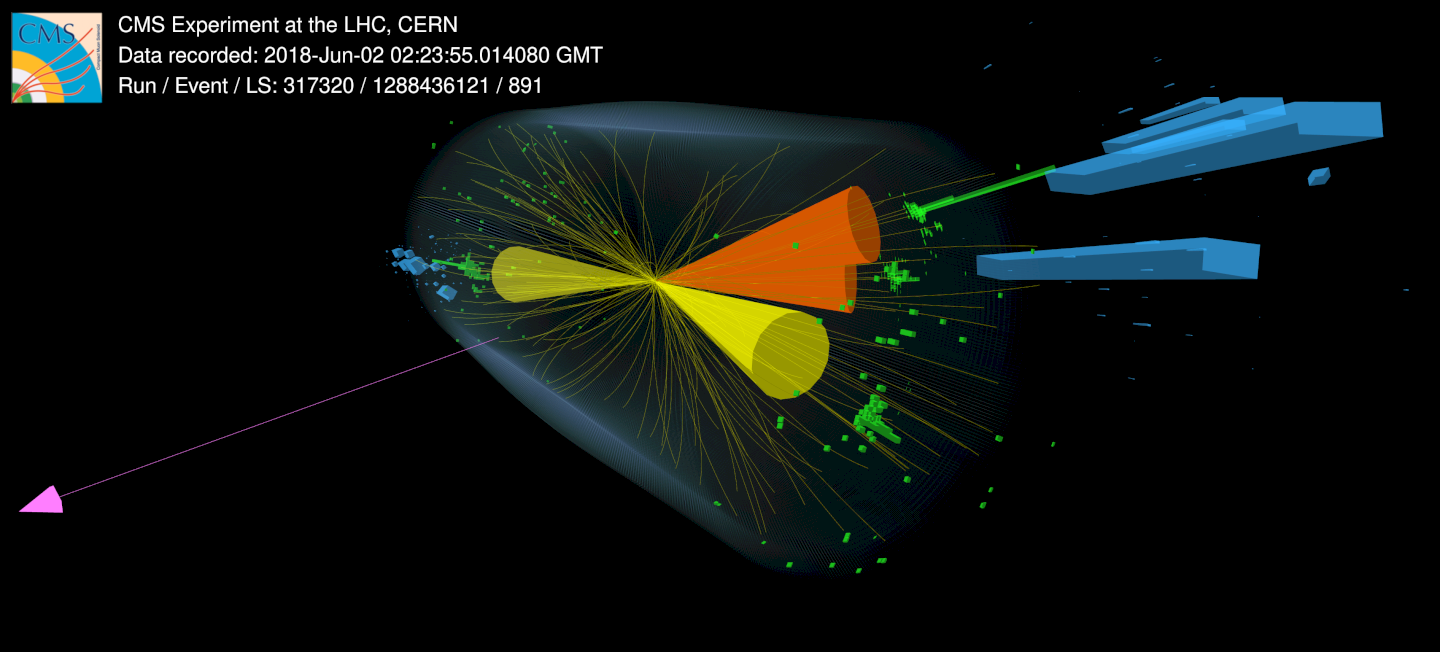 CMS
CMS Experiment at the LHC, CERN
Data recorded: 2018-Jun-02 02:23:55.014080 GMT
Run / Event / LS: 317320 / 1288436121 / 891